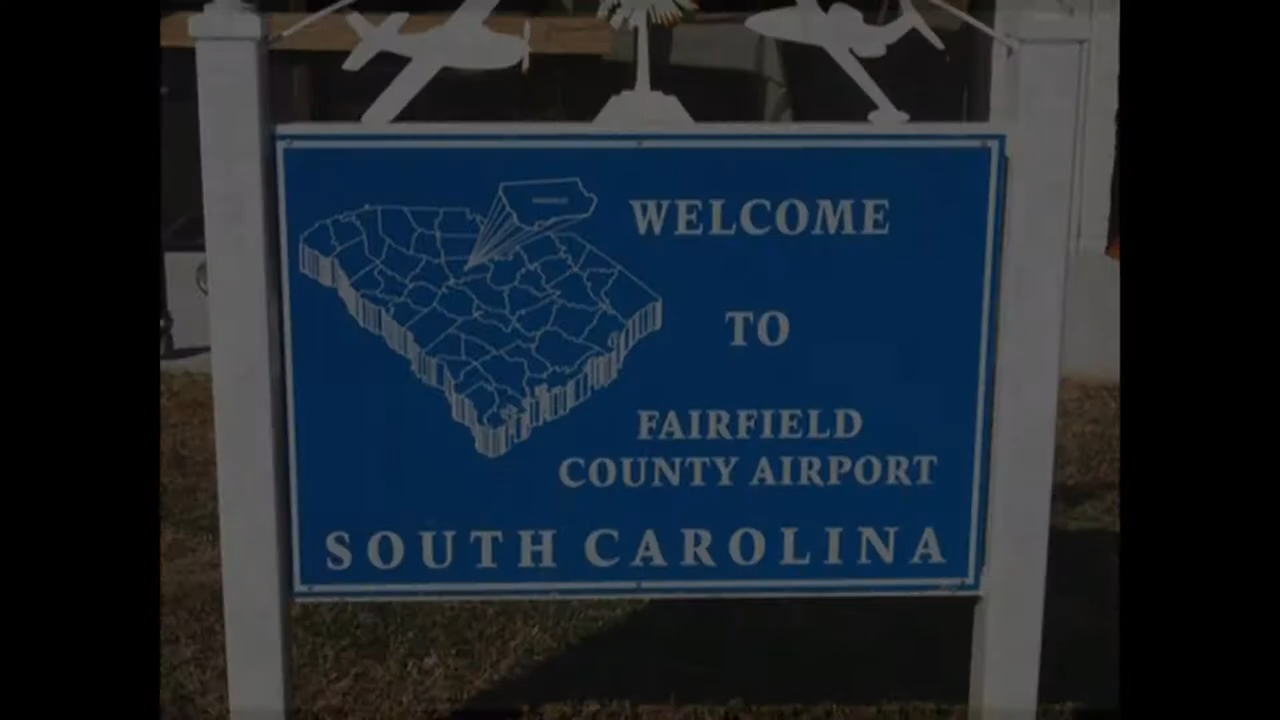 WELCOME
TO
FAIRFIELD
COUNTY AIRPORT
SOUTH CAROLINA